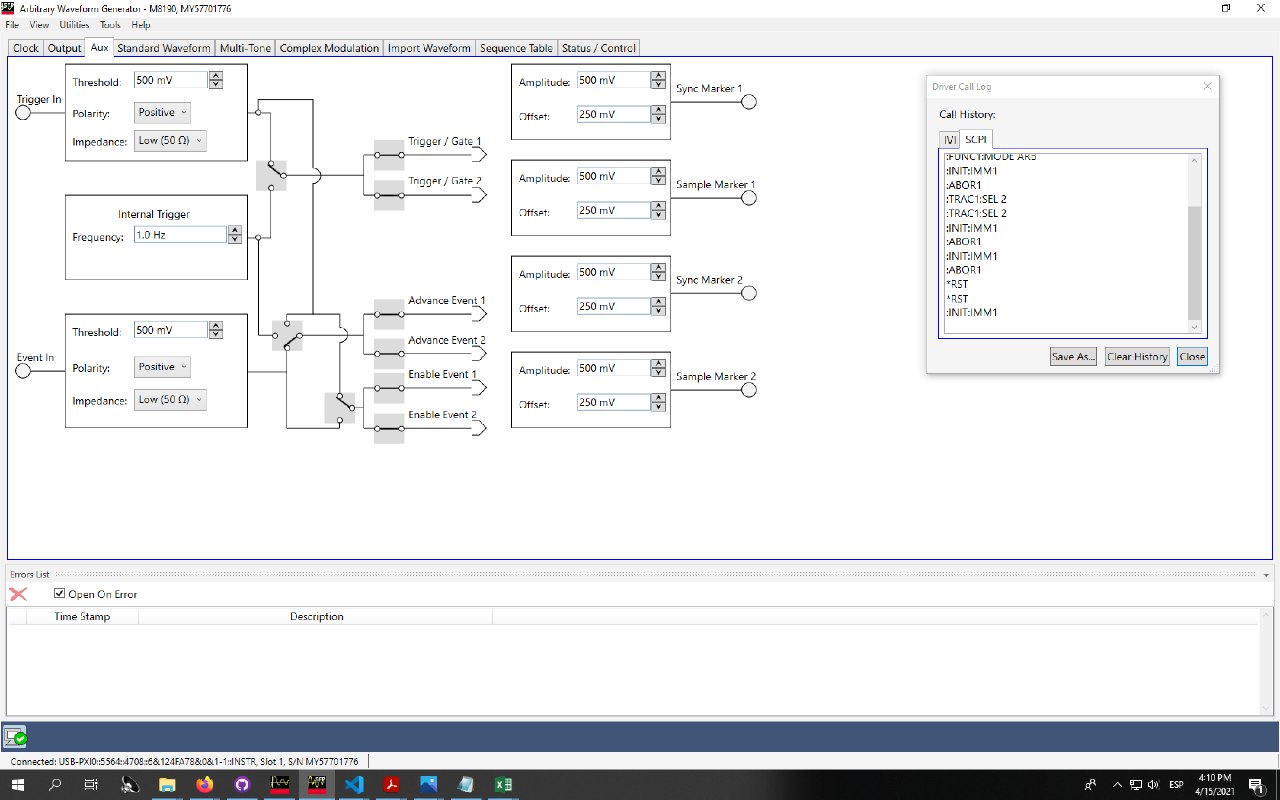 Arbitrary Waveform Generator - M8190, MY57701776
File View Utilities Tools Help
Clock Output Aux Standard Waveform Multi-Tone Complex Modulation Import Waveform Sequence Table Status / Control
Trigger In
Threshold: 500 mV
Polarity: Positive
Impedance: Low (50 Ω)
Internal Trigger
Frequency: 1.0 Hz
Event In
Threshold: 500 mV
Polarity: Positive
Impedance: Low (50 Ω)
Trigger / Gate 1
Trigger / Gate 2
Advance Event 1
Advance Event 2
Enable Event 1
Enable Event 2
Amplitude: 500 mV
Offset: 250 mV
Sync Marker 1
Amplitude: 500 mV
Offset: 250 mV
Sample Marker 1
Amplitude: 500 mV
Offset: 250 mV
Sync Marker 2
Amplitude: 500 mV
Offset: 250 mV
Sample Marker 2
Driver Call Log
Call History:
IVI SCPI
:FUNC1:MODE ARB
:INIT:IMM1
:ABOR1
:TRAC1:SEL 2
:TRAC1:SEL 2
:INIT:IMM1
:ABOR1
:INIT:IMM1
:ABOR1
*RST
*RST
:INIT:IMM1
Save As... Clear History Close
Errors List
Open On Error
Time Stamp Description
Connected: USB-PXI0::5564::4708::6&124FA78&0&1-1::INSTR, Slot 1, S/N MY57701776
ESP
4:10 PM
4/15/2021